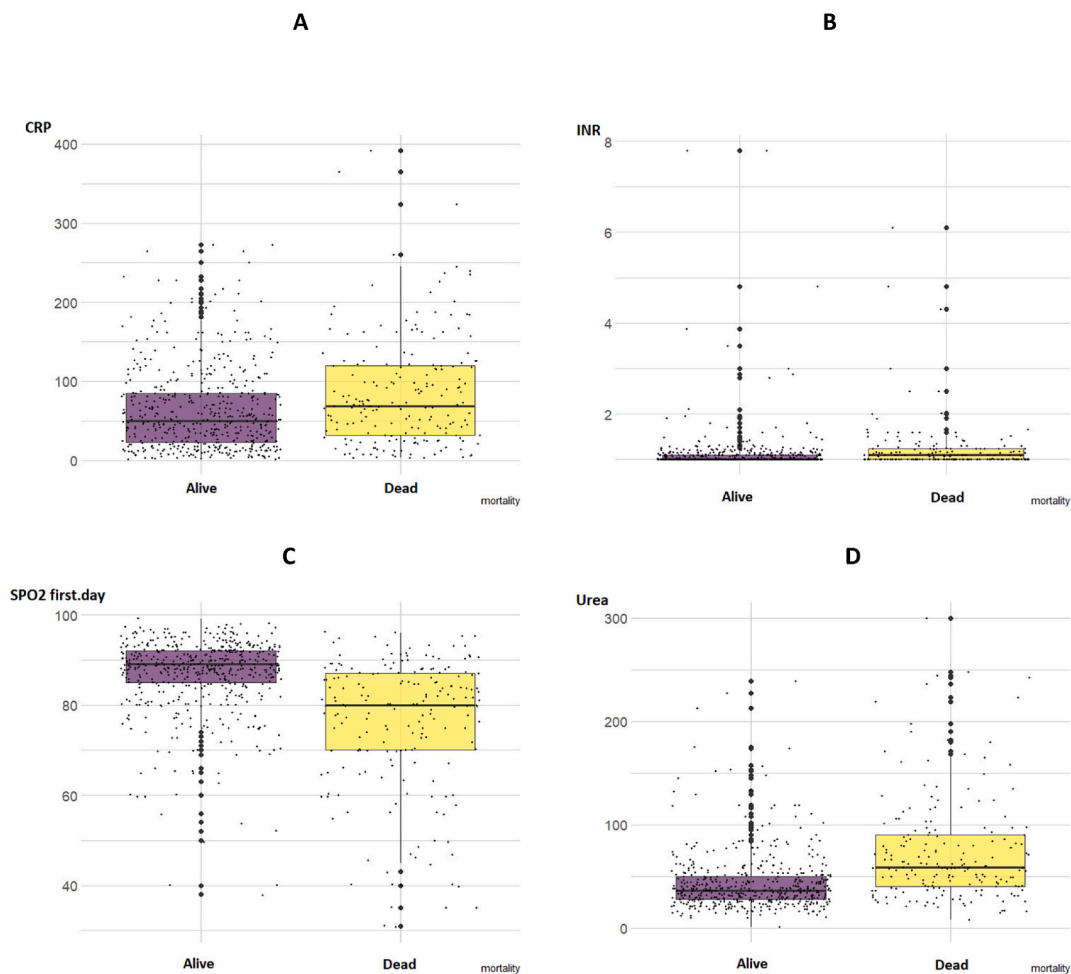 A
CRP
400
300
200
100
0
Alive
Dead
mortality
B
INR
8
6
4
2
Alive
Dead
mortality
C
SPO2 first.day
100
80
60
40
Alive
Dead
mortality
D
Urea
300
200
100
0
Alive
Dead
mortality